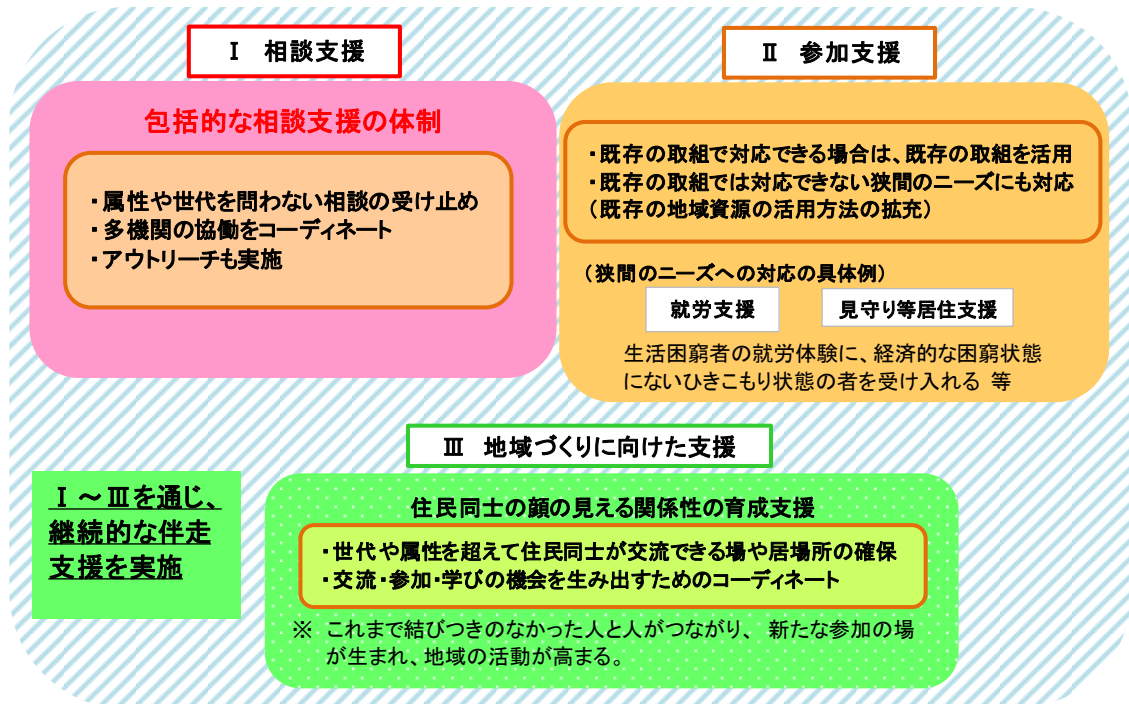 Ⅰ 相談支援
包括的な相談支援の体制
・属性や世代を問わない相談の受け止め
・多機関の協働をコーディネート
・アウトリーチも実施
Ⅱ 参加支援
・既存の取組で対応できる場合は、既存の取組を活用
・既存の取組では対応できない狭間のニーズにも対応
（既存の地域資源の活用方法の拡充）
（狭間のニーズへの対応の具体例）
就労支援
見守り等居住支援
生活困窮者の就労体験に、経済的な困窮状態
にないひきこもり状態の者を受け入れる 等
Ⅲ 地域づくりに向けた支援
住民同士の顔の見える関係性の育成支援
・世代や属性を超えて住民同士が交流できる場や居場所の確保
・交流・参加・学びの機会を生み出すためのコーディネート
※ これまで結びつきのなかった人と人がつながり、 新たな参加の場
が生まれ、地域の活動が高まる。
Ⅰ～Ⅲを通じ、
継続的な伴走
支援を実施